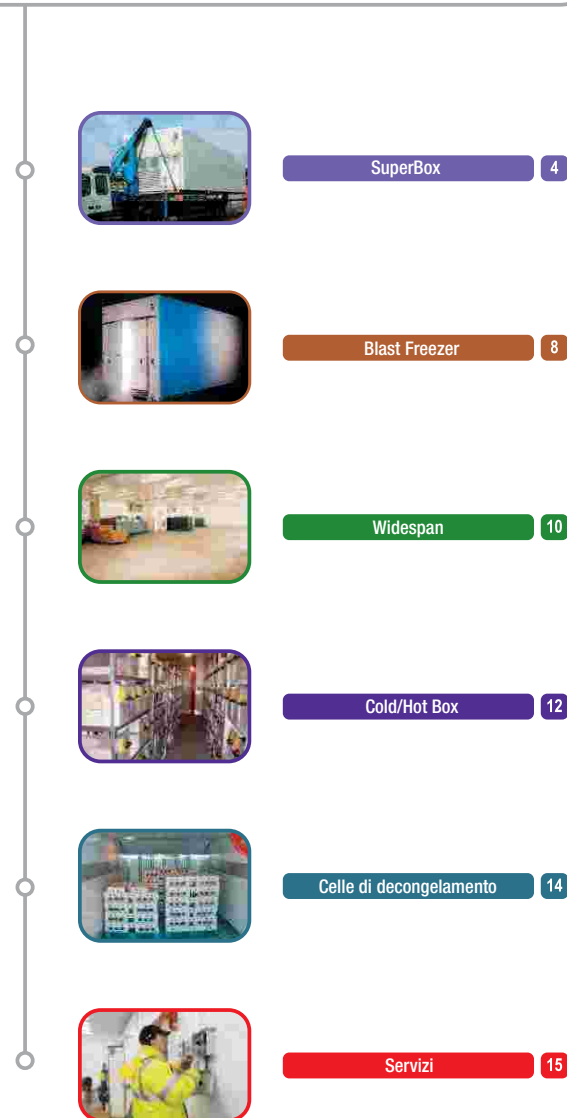 SuperBox 4
Blast Freezer 8
Widespan 10
Cold/Hot Box 12
Celle di decongelamento 14
Servizi 15